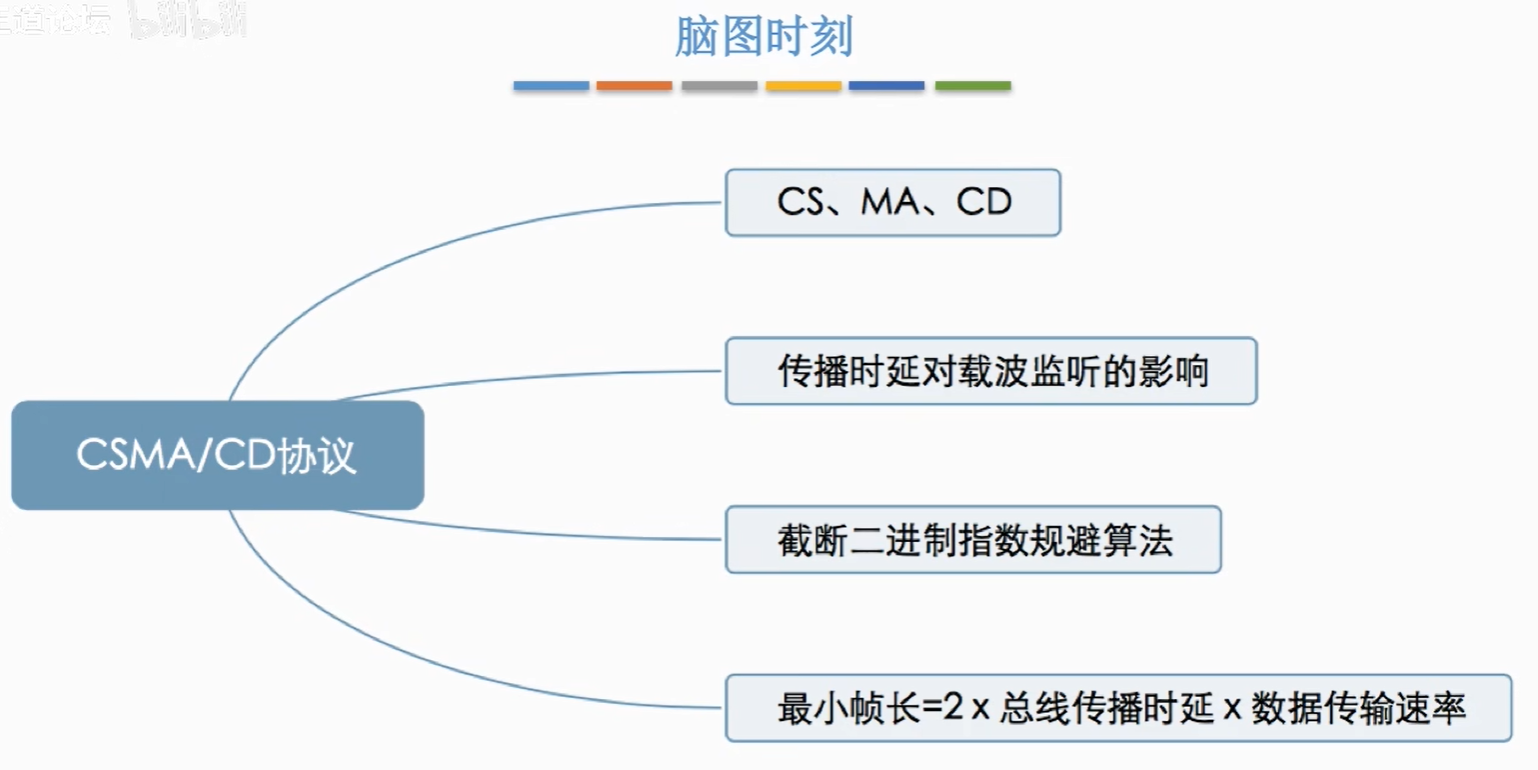 王道论坛 bilibili
脑图时刻
CS、MA、CD
传播时延对载波监听的影响
CSMA/CD协议
截断二进制指数规避算法
最小帧长=2 x 总线传播时延 x 数据传输速率